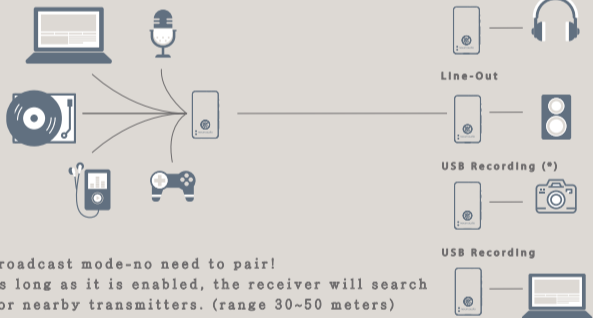 Line-Out
USB Recording (*)
USB Recording
roadcast mode-no need to pair!
s long as it is enabled, the receiver will search
or nearby transmitters. (range 30~50 meters)